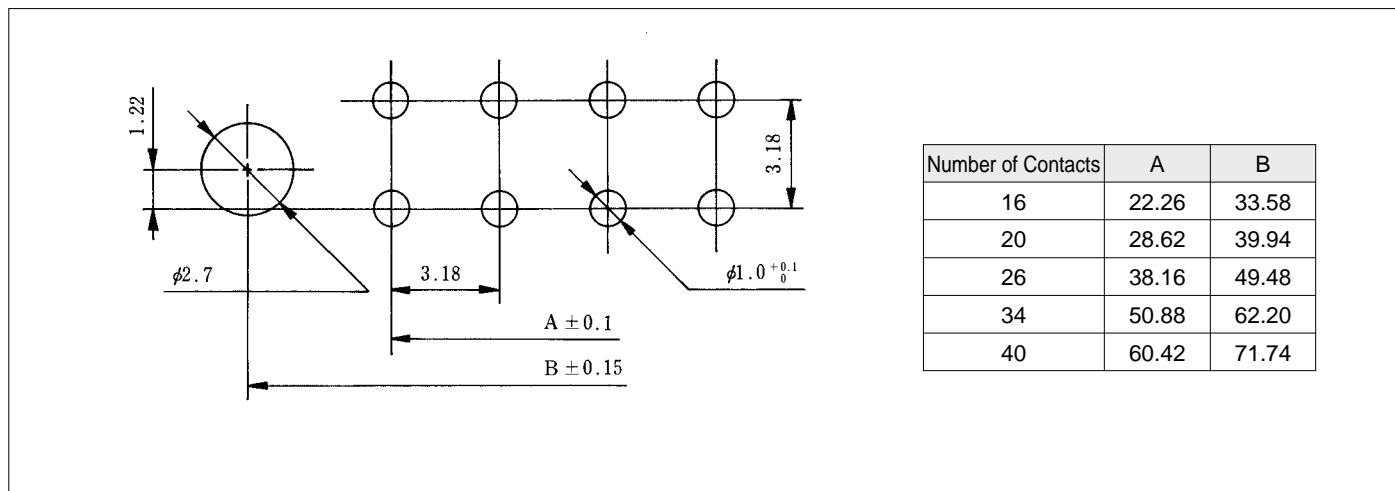 1.22
3.18
φ2.7
3.18
φ1.0 +0.1 0
A ±0.1
B ±0.15
Number of Contacts A B
16 22.26 33.58
20 28.62 39.94
26 38.16 49.48
34 50.88 62.20
40 60.42 71.74